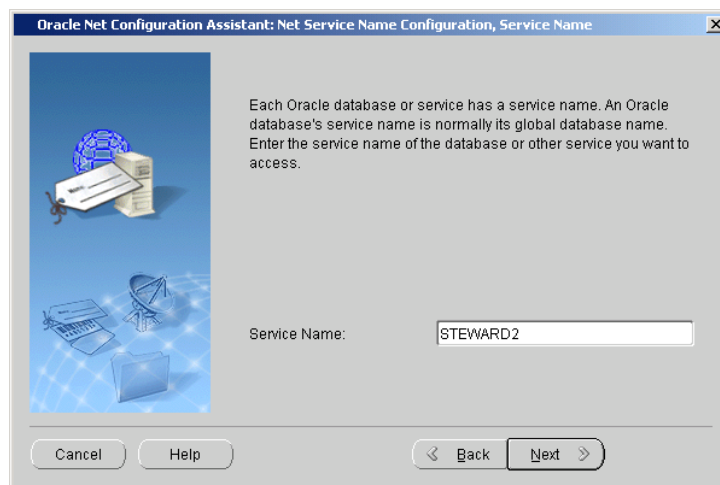 Oracle Net Configuration Assistant: Net Service Name Configuration, Service Name
Each Oracle database or service has a service name. An Oracle
database's service name is normally its global database name.
Enter the service name of the database or other service you want to
access.
Service Name:
STEWARD2
Cancel
Help
Back
Next